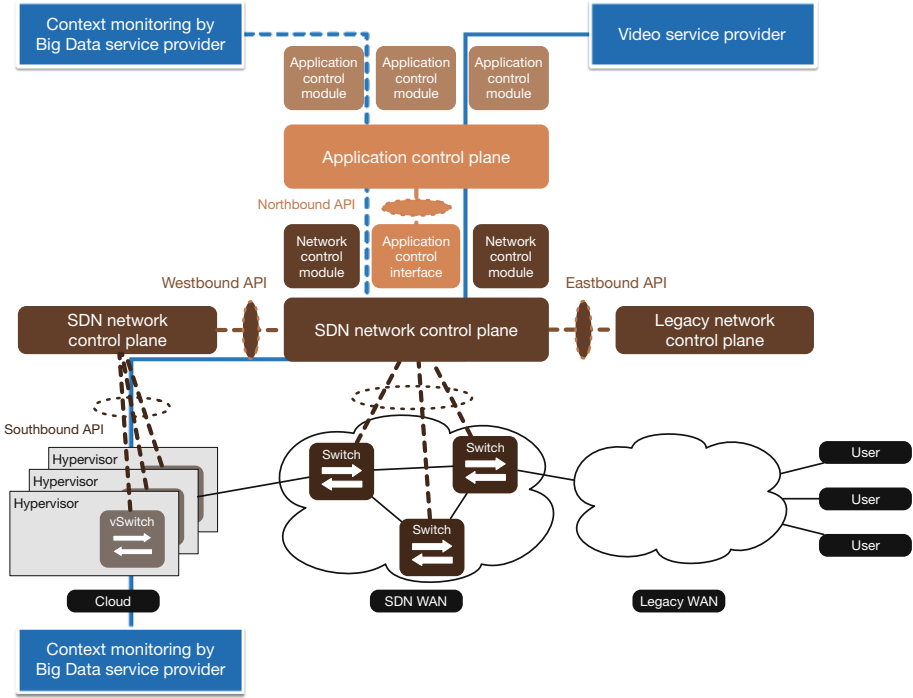 Context monitoring by
Big Data service provider
Video service provider
Application
control
module
Application
control
module
Application
control
module
Application control plane
Northbound API
Network
control
module
Application
control
interface
Network
control
module
Westbound API
Eastbound API
SDN network
control plane
SDN network control plane
Legacy network
control plane
Southbound API
Hypervisor
Hypervisor
Hypervisor
vSwitch
Switch
Switch
Switch
User
User
User
Cloud
SDN WAN
Legacy WAN
Context monitoring by
Big Data service provider